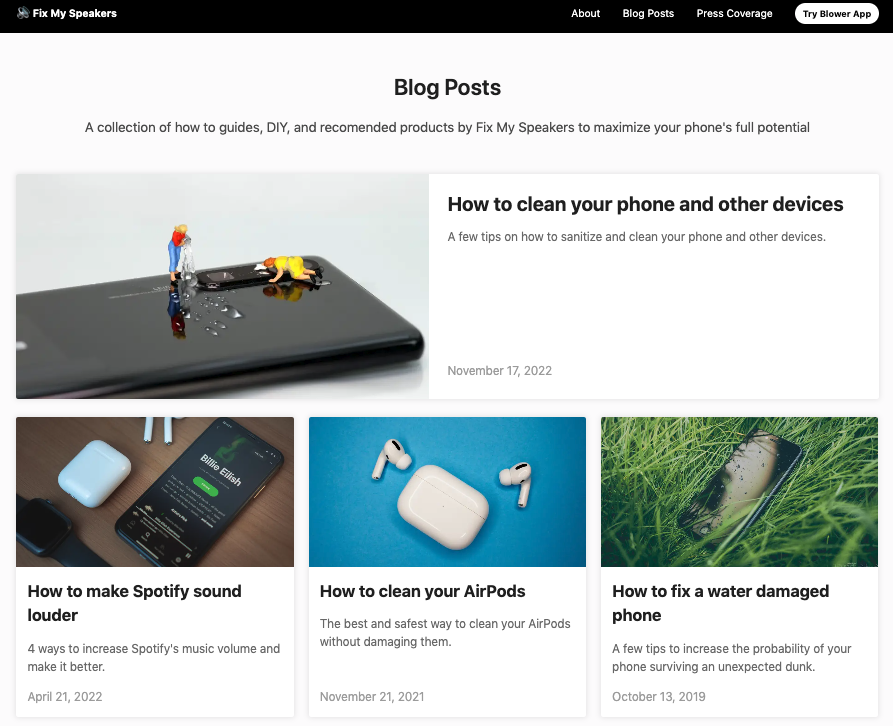 Fix My Speakers
About Blog Posts Press Coverage Try Blower App
Blog Posts
A collection of how to guides, DIY, and recomended products by Fix My Speakers to maximize your phone's full potential
How to clean your phone and other devices
A few tips on how to sanitize and clean your phone and other devices.
November 17, 2022
Billie Eilish
How to make Spotify sound
louder
4 ways to increase Spotify's music volume and
make it better.
April 21, 2022
How to clean your AirPods
The best and safest way to clean your AirPods
without damaging them.
November 21, 2021
How to fix a water damaged
phone
A few tips to increase the probability of your
phone surviving an unexpected dunk.
October 13, 2019